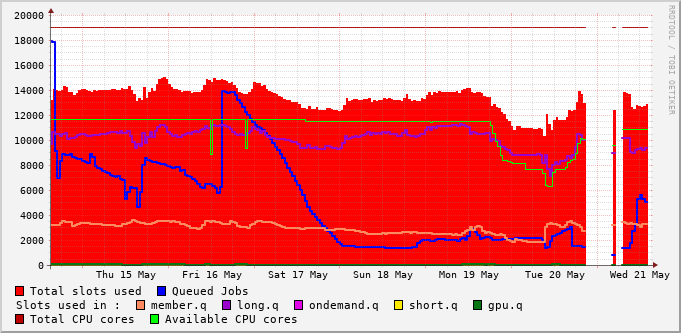 20000
18000
16000
14000
12000
10000
8000
6000
4000
2000
0
Thu 15 May Fri 16 May Sat 17 May Sun 18 May Mon 19 May Tue 20 May Wed 21 May
Total slots used Queued Jobs
Slots used in : member.q long.q ondemand.q short.q gpu.q
Total CPU cores Available CPU cores
RRDTOOL / TOBI OETIKER